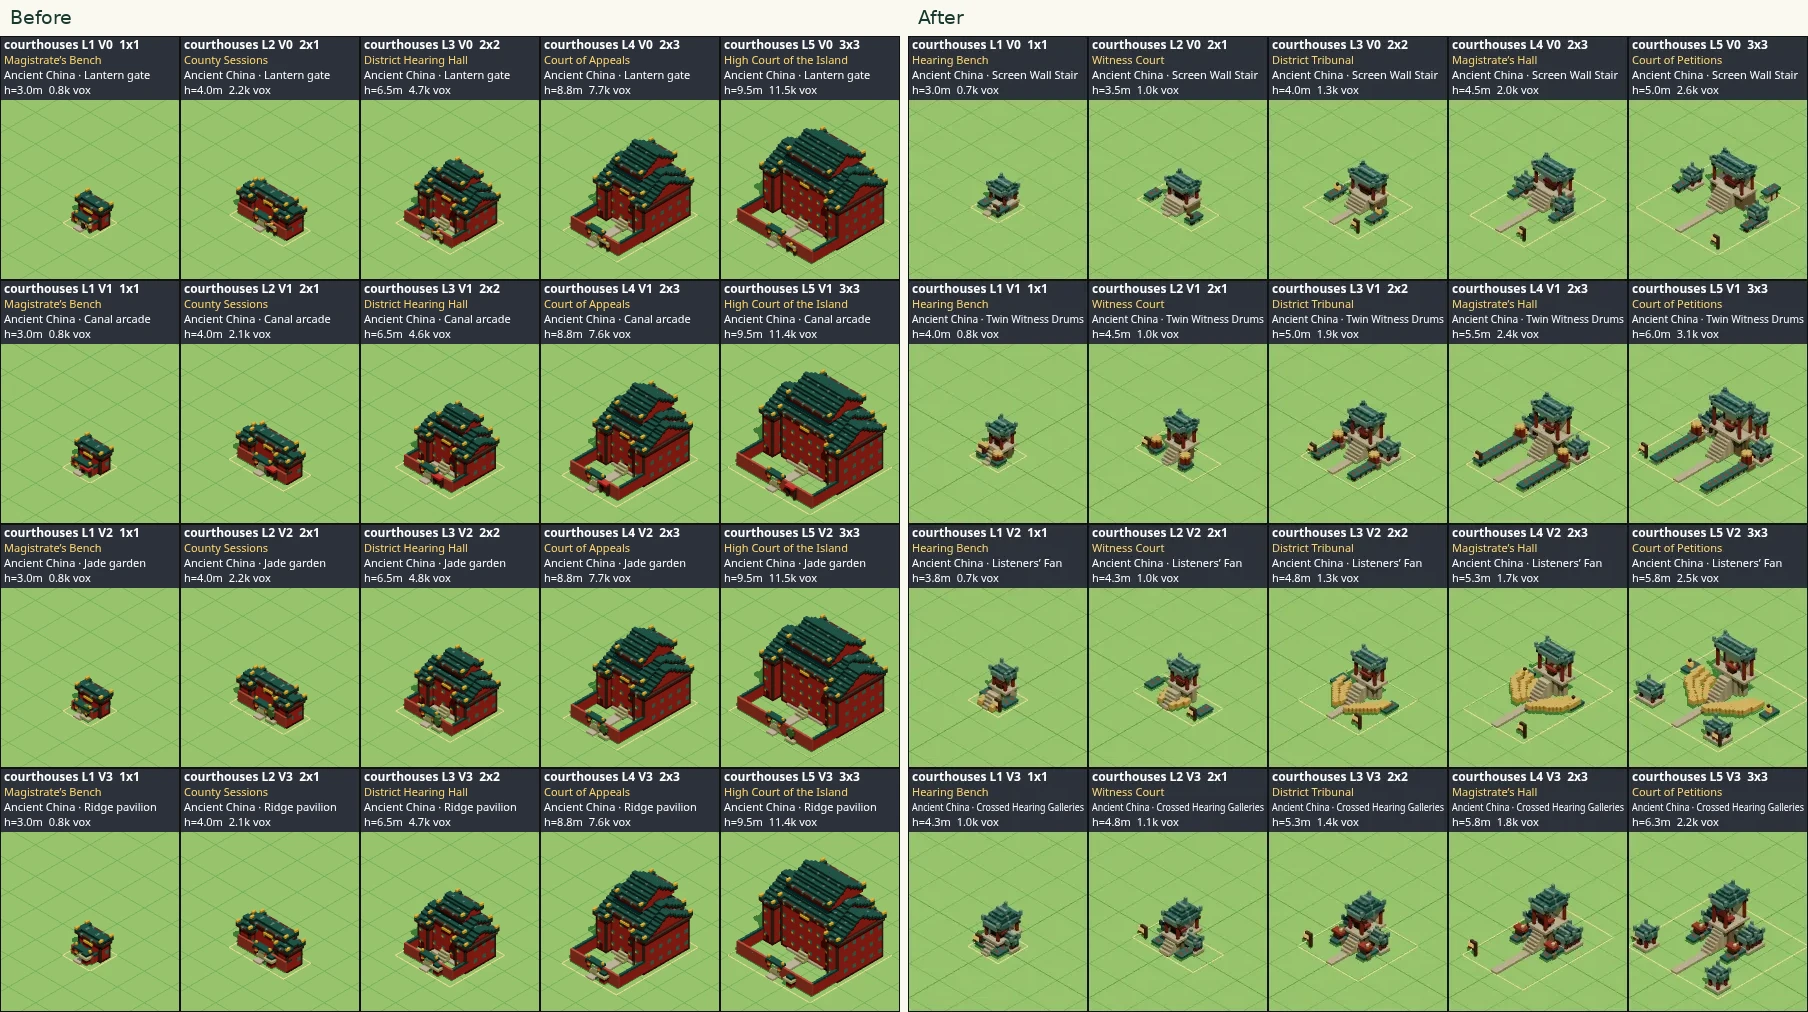 Before
After
courthouses L1 V0 1x1
Magistrate's Bench
Ancient China · Lantern gate
h=3.0m 0.8k vox
courthouses L2 V0 2x1
County Sessions
Ancient China · Lantern gate
h=4.0m 2.2k vox
courthouses L3 V0 2x2
District Hearing Hall
Ancient China · Lantern gate
h=6.5m 4.7k vox
courthouses L4 V0 2x3
Court of Appeals
Ancient China · Lantern gate
h=8.8m 7.7k vox
courthouses L5 V0 3x3
High Court of the Island
Ancient China · Lantern gate
h=9.5m 11.5k vox
courthouses L1 V0 1x1
Hearing Bench
Ancient China · Screen Wall Stair
h=3.0m 0.7k vox
courthouses L2 V0 2x1
Witness Court
Ancient China · Screen Wall Stair
h=3.5m 1.0k vox
courthouses L3 V0 2x2
District Tribunal
Ancient China · Screen Wall Stair
h=4.0m 1.3k vox
courthouses L4 V0 2x3
Magistrate's Hall
Ancient China · Screen Wall Stair
h=4.5m 2.0k vox
courthouses L5 V0 3x3
Court of Petitions
Ancient China · Screen Wall Stair
h=5.0m 2.6k vox
courthouses L1 V1 1x1
Magistrate's Bench
Ancient China · Canal arcade
h=3.0m 0.8k vox
courthouses L2 V1 2x1
County Sessions
Ancient China · Canal arcade
h=4.0m 2.1k vox
courthouses L3 V1 2x2
District Hearing Hall
Ancient China · Canal arcade
h=6.5m 4.6k vox
courthouses L4 V1 2x3
Court of Appeals
Ancient China · Canal arcade
h=8.8m 7.6k vox
courthouses L5 V1 3x3
High Court of the Island
Ancient China · Canal arcade
h=9.5m 11.4k vox
courthouses L1 V1 1x1
Hearing Bench
Ancient China · Twin Witness Drums
h=4.0m 0.8k vox
courthouses L2 V1 2x1
Witness Court
Ancient China · Twin Witness Drums
h=4.5m 1.0k vox
courthouses L3 V1 2x2
District Tribunal
Ancient China · Twin Witness Drums
h=5.0m 1.9k vox
courthouses L4 V1 2x3
Magistrate's Hall
Ancient China · Twin Witness Drums
h=5.5m 2.4k vox
courthouses L5 V1 3x3
Court of Petitions
Ancient China · Twin Witness Drums
h=6.0m 3.1k vox
courthouses L1 V2 1x1
Magistrate's Bench
Ancient China · Jade garden
h=3.0m 0.8k vox
courthouses L2 V2 2x1
County Sessions
Ancient China · Jade garden
h=4.0m 2.2k vox
courthouses L3 V2 2x2
District Hearing Hall
Ancient China · Jade garden
h=6.5m 4.8k vox
courthouses L4 V2 2x3
Court of Appeals
Ancient China · Jade garden
h=8.8m 7.7k vox
courthouses L5 V2 3x3
High Court of the Island
Ancient China · Jade garden
h=9.5m 11.5k vox
courthouses L1 V2 1x1
Hearing Bench
Ancient China · Listeners' Fan
h=3.8m 0.7k vox
courthouses L2 V2 2x1
Witness Court
Ancient China · Listeners' Fan
h=4.3m 1.0k vox
courthouses L3 V2 2x2
District Tribunal
Ancient China · Listeners' Fan
h=4.8m 1.3k vox
courthouses L4 V2 2x3
Magistrate's Hall
Ancient China · Listeners' Fan
h=5.3m 1.7k vox
courthouses L5 V2 3x3
Court of Petitions
Ancient China · Listeners' Fan
h=5.8m 2.5k vox
courthouses L1 V3 1x1
Magistrate's Bench
Ancient China · Ridge pavilion
h=3.0m 0.8k vox
courthouses L2 V3 2x1
County Sessions
Ancient China · Ridge pavilion
h=4.0m 2.1k vox
courthouses L3 V3 2x2
District Hearing Hall
Ancient China · Ridge pavilion
h=6.5m 4.7k vox
courthouses L4 V3 2x3
Court of Appeals
Ancient China · Ridge pavilion
h=8.8m 7.6k vox
courthouses L5 V3 3x3
High Court of the Island
Ancient China · Ridge pavilion
h=9.5m 11.4k vox
courthouses L1 V3 1x1
Hearing Bench
Ancient China · Crossed Hearing Galleries
h=4.3m 1.0k vox
courthouses L2 V3 2x1
Witness Court
Ancient China · Crossed Hearing Galleries
h=4.8m 1.1k vox
courthouses L3 V3 2x2
District Tribunal
Ancient China · Crossed Hearing Galleries
h=5.3m 1.4k vox
courthouses L4 V3 2x3
Magistrate's Hall
Ancient China · Crossed Hearing Galleries
h=5.8m 1.8k vox
courthouses L5 V3 3x3
Court of Petitions
Ancient China · Crossed Hearing Galleries
h=6.3m 2.2k vox